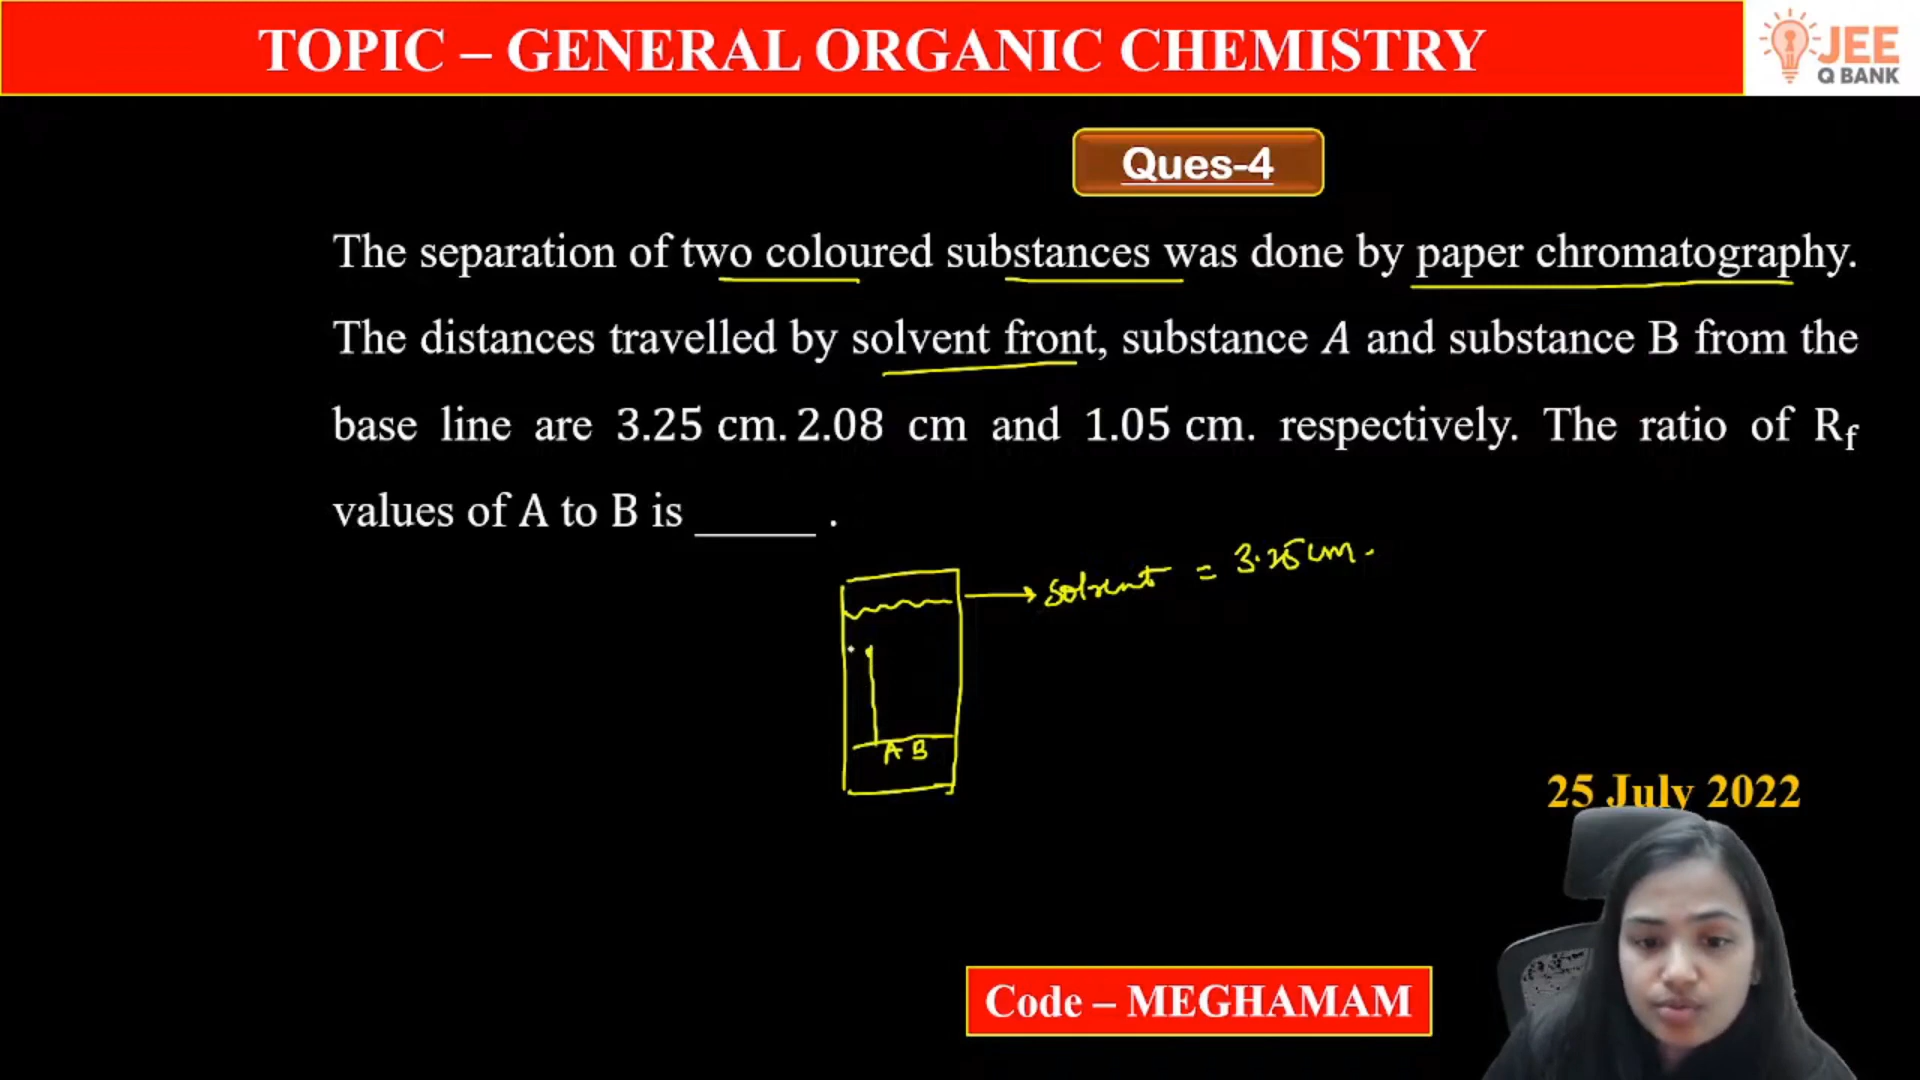 TOPIC – GENERAL ORGANIC CHEMISTRY
JEE
Q BANK
Ques-4
The separation of two coloured substances was done by paper chromatography.
The distances travelled by solvent front, substance A and substance B from the
base line are 3.25 cm. 2.08 cm and 1.05 cm. respectively. The ratio of Rf
values of A to B is _____ .
solvent = 3.25 cm.
A B
25 July 2022
Code – MEGHAMAM